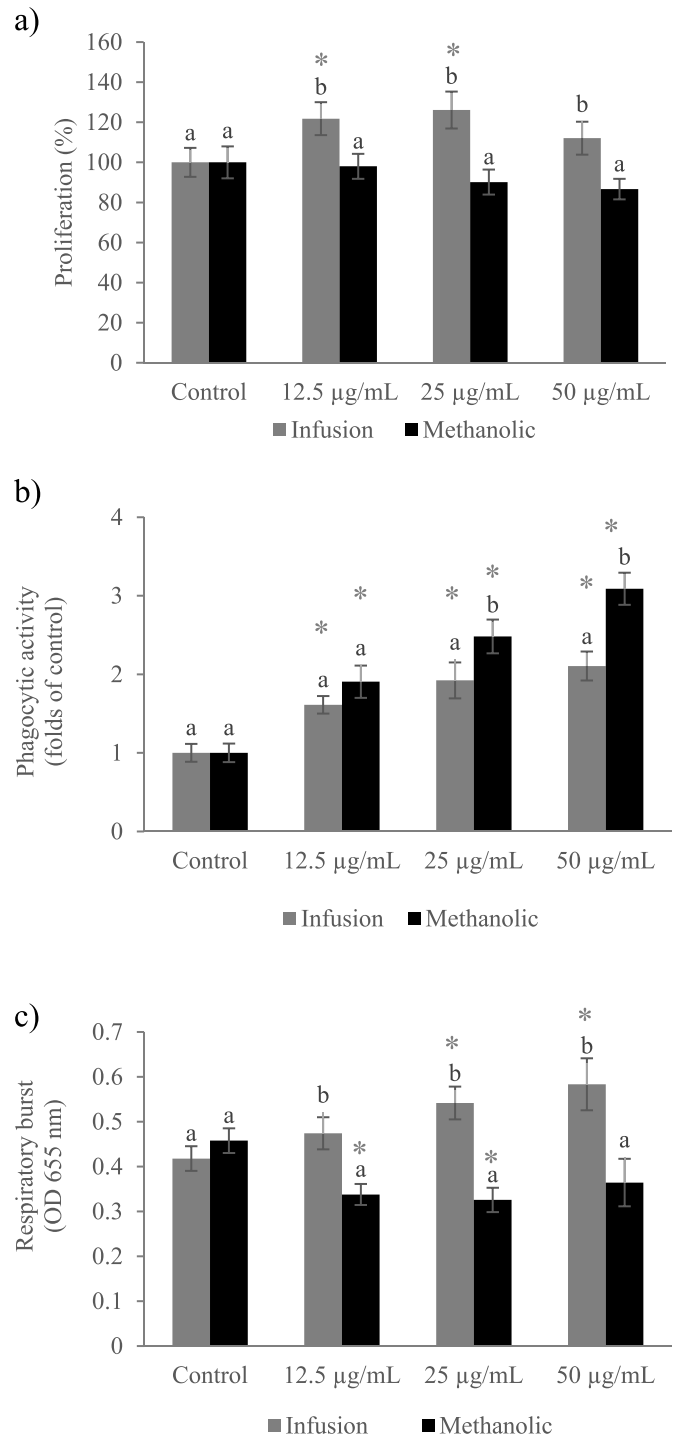 a)
Proliferation (%)
160
140
120
100
80
60
40
20
0
a a
* b a
* b a
b a
Control 12.5 µg/mL 25 µg/mL 50 µg/mL
Infusion Methanolic
b)
Phagocytic activity
(folds of control)
4
3
2
1
0
a a
* a * a
* a * b
* a * b
Control 12.5 µg/mL 25 µg/mL 50 µg/mL
Infusion Methanolic
c)
Respiratory burst
(OD 655 nm)
0.7
0.6
0.5
0.4
0.3
0.2
0.1
0
a a
b * a
* b * a
* b a
Control 12.5 µg/mL 25 µg/mL 50 µg/mL
Infusion Methanolic